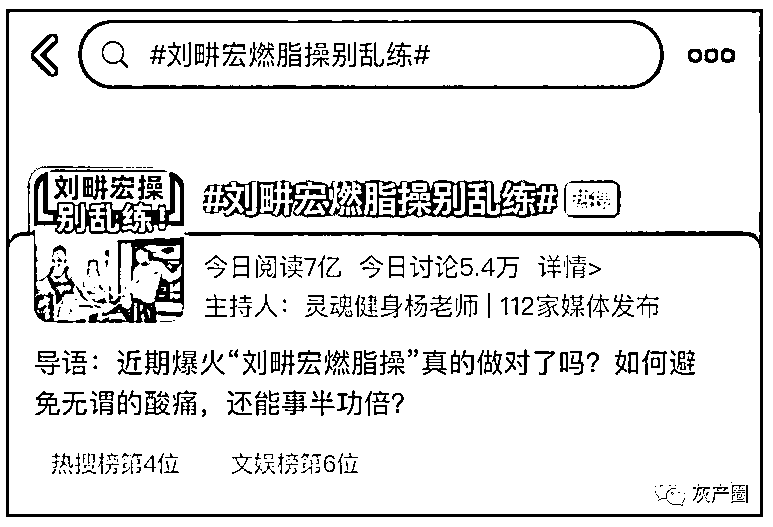 #刘畊宏燃脂操别乱练#
刘畊宏操
别乱练!
#刘畊宏燃脂操别乱练# 热搜
今日阅读7亿 今日讨论5.4万 详情>
主持人：灵魂健身杨老师 | 112家媒体发布
导语：近期爆火“刘畊宏燃脂操”真的做对了吗？如何避
免无谓的酸痛，还能事半功倍？
热搜榜第4位 文娱榜第6位
灰产圈